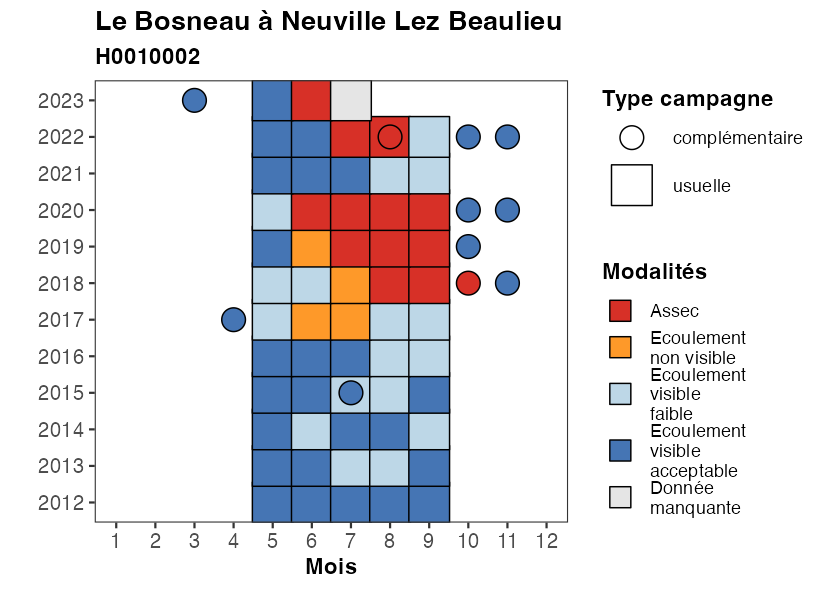 Le Bosneau à Neuville Lez Beaulieu
H0010002
2023
2022
2021
2020
2019
2018
2017
2016
2015
2014
2013
2012
1 2 3 4 5 6 7 8 9 10 11 12
Mois
Type campagne
complémentaire
usuelle
Modalités
Assec
Ecoulement
non visible
Ecoulement
visible
faible
Ecoulement
visible
acceptable
Donnée
manquante